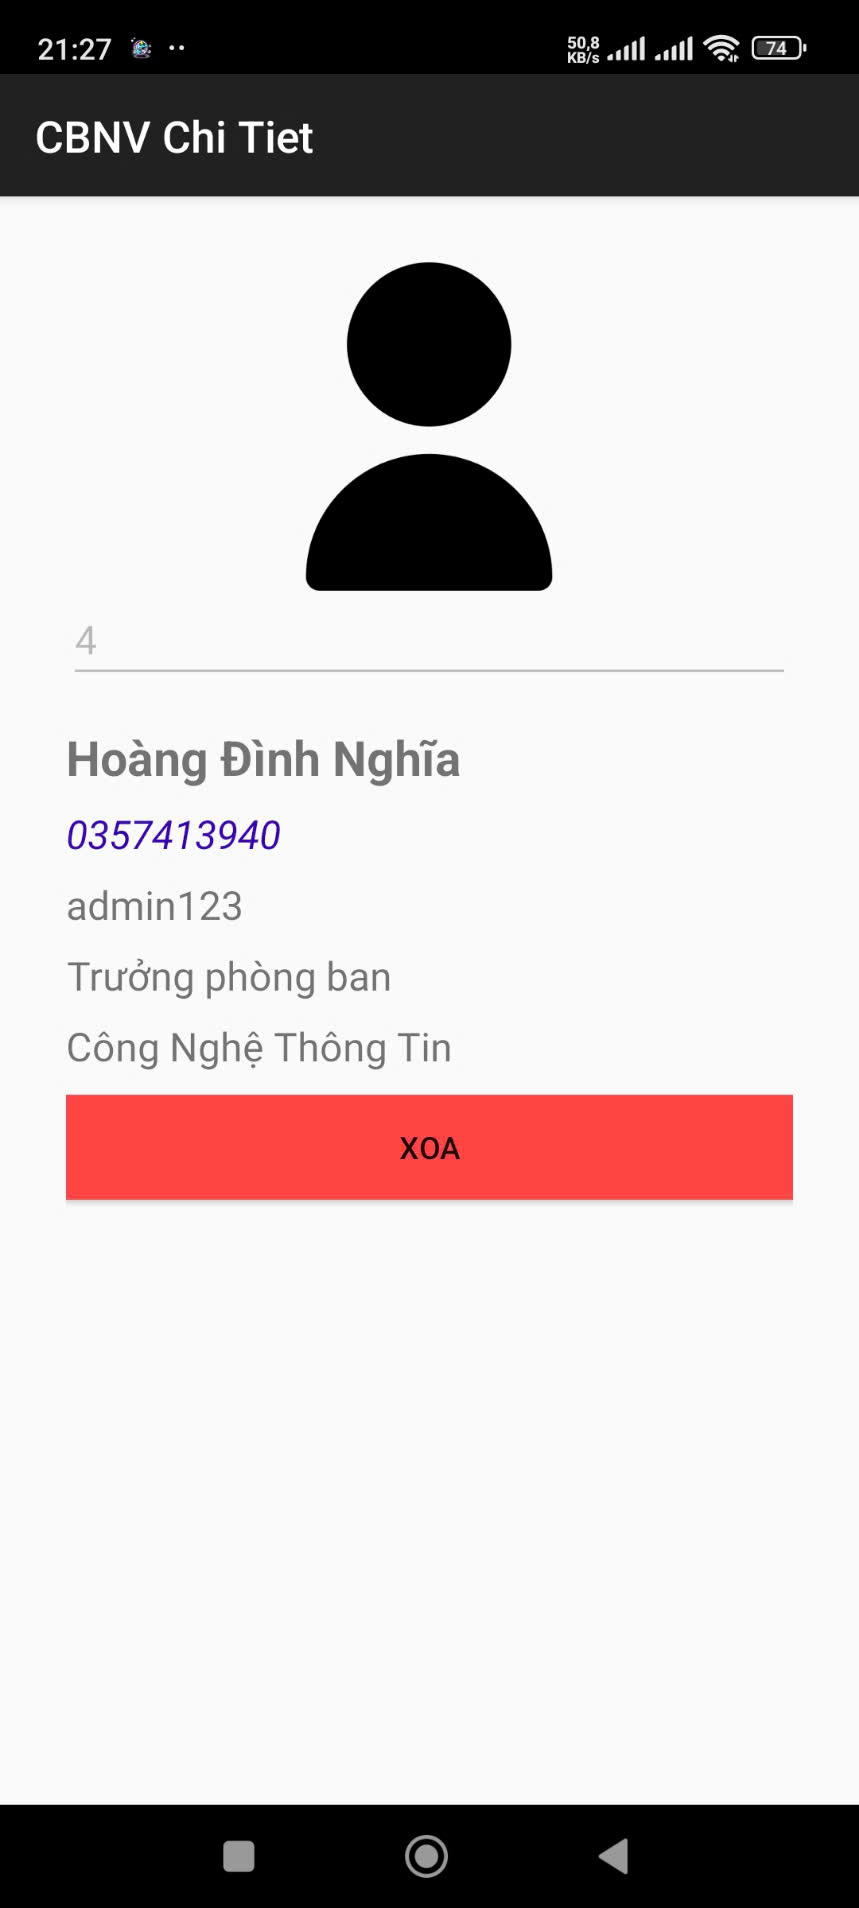 21:27
50,8
KB/s
74
CBNV Chi Tiet
4
Hoàng Đình Nghĩa
0357413940
admin123
Trưởng phòng ban
Công Nghệ Thông Tin
XOA